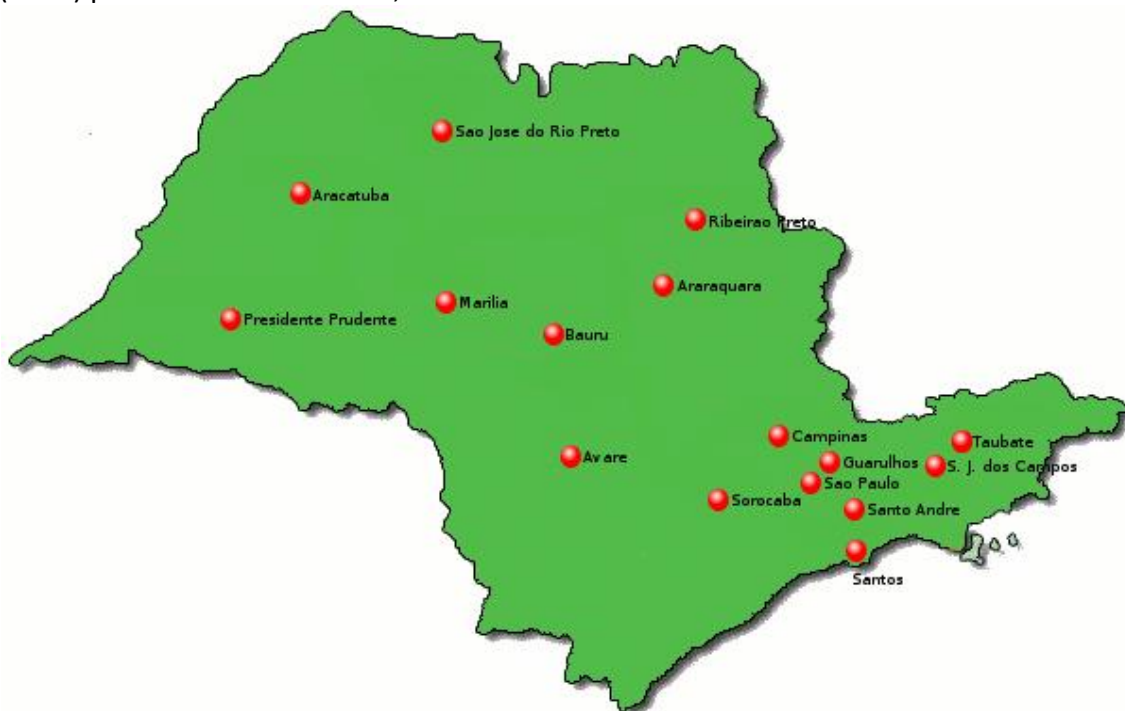 Sao Jose do Rio Preto
Aracatuba
Ribeirao Preto
Araraquara
Marilia
Presidente Prudente
Bauru
Campinas
Taubate
Avare
Guarulhos
S. J. dos Campos
Sao Paulo
Sorocaba
Santo Andre
Santos